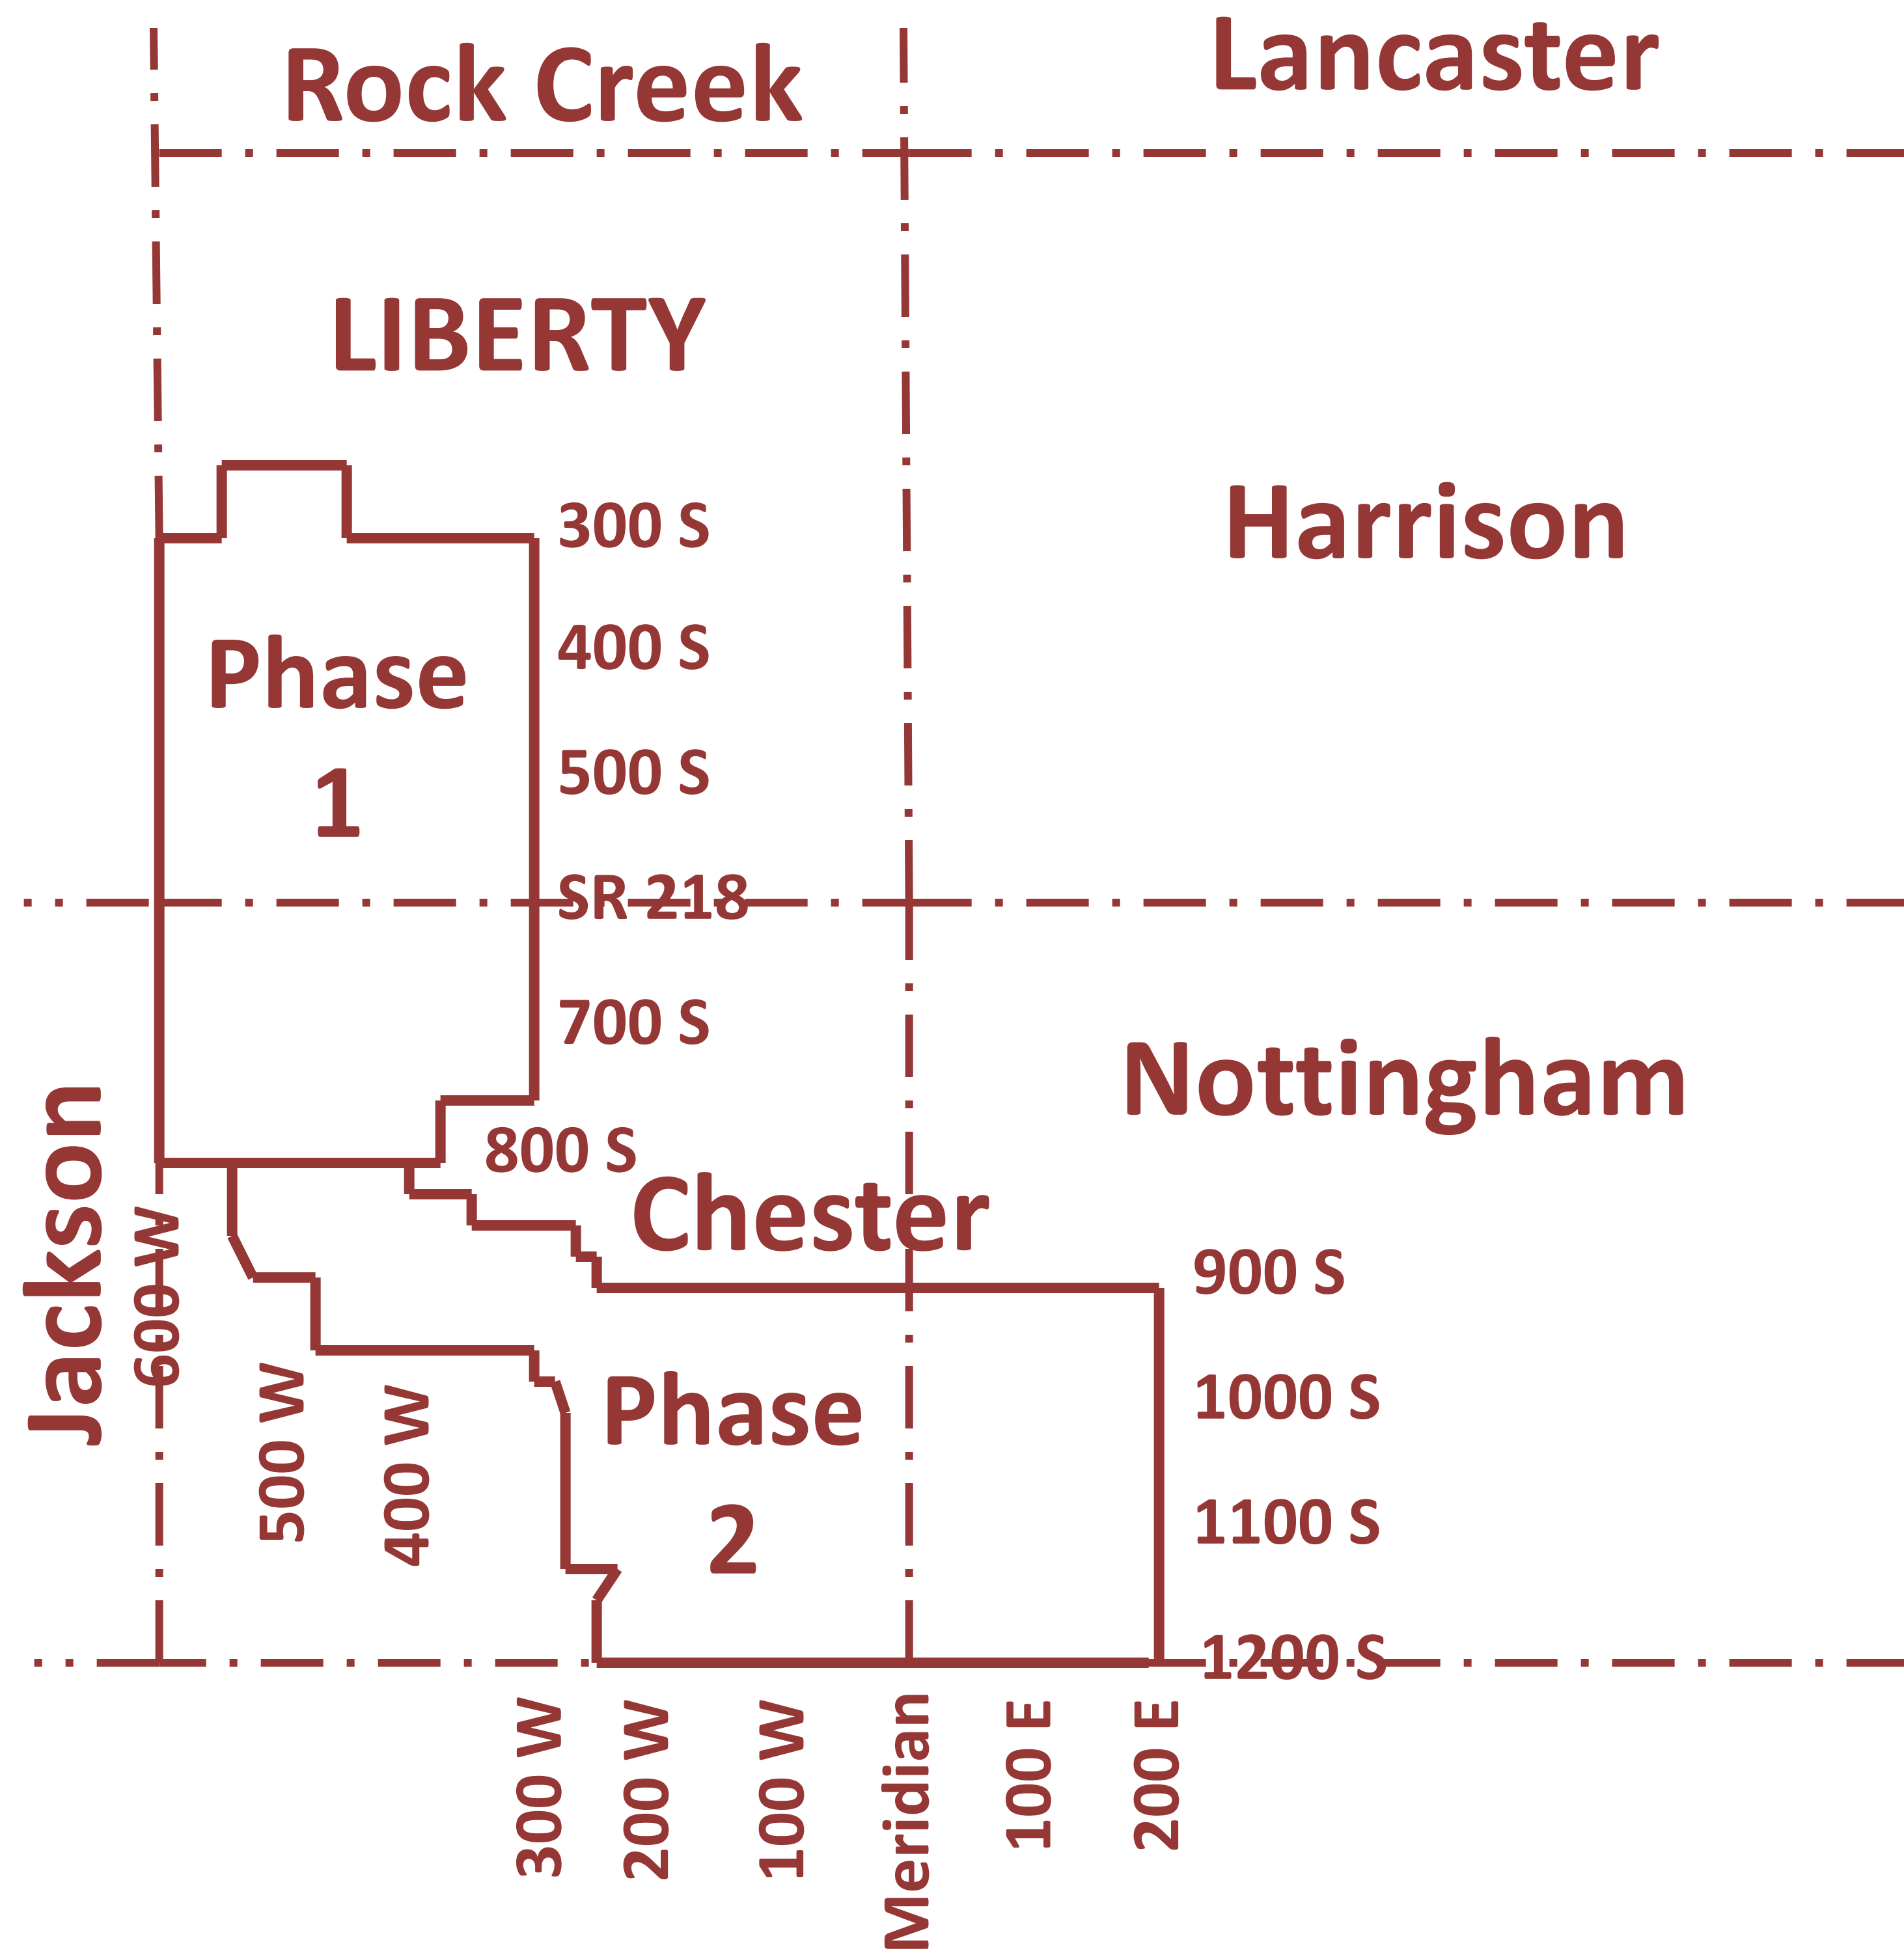 Lancaster
Rock Creek
LIBERTY
Harrison
300 S
400 S
Phase
1
500 S
SR 218
700 S
Nottingham
800 S
Chester
Jackson
600 W
900 S
500 W
400 W
Phase
2
1000 S
1100 S
1200 S
300 W
200 W
100 W
Meridian
100 E
200 E